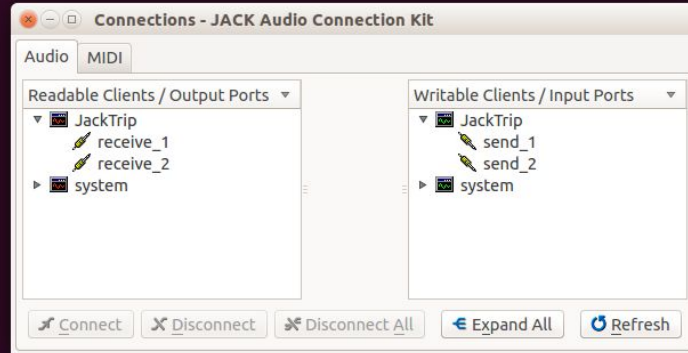 Connections - JACK Audio Connection Kit
Audio MIDI
Readable Clients / Output Ports
JackTrip
receive_1
receive_2
system
Writable Clients / Input Ports
JackTrip
send_1
send_2
system
Connect Disconnect Disconnect All Expand All Refresh